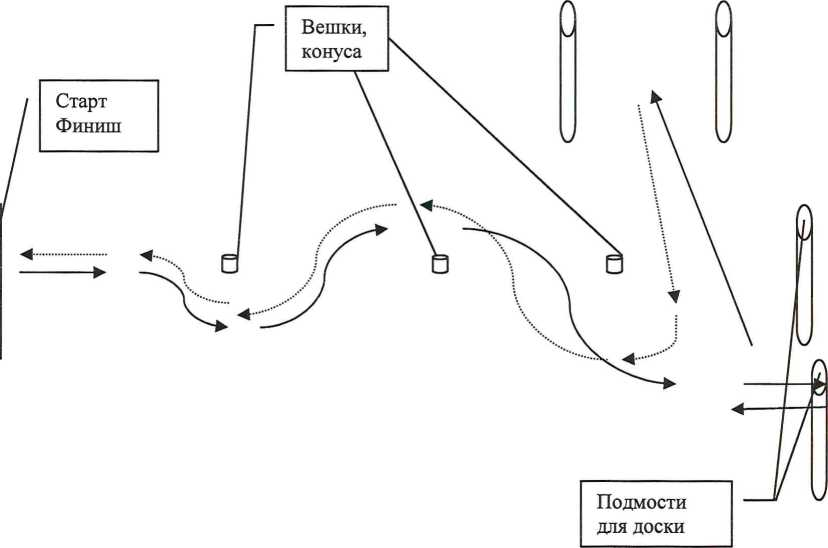 Вешки,
конуса
Старт
Финиш
Подмости
для доски